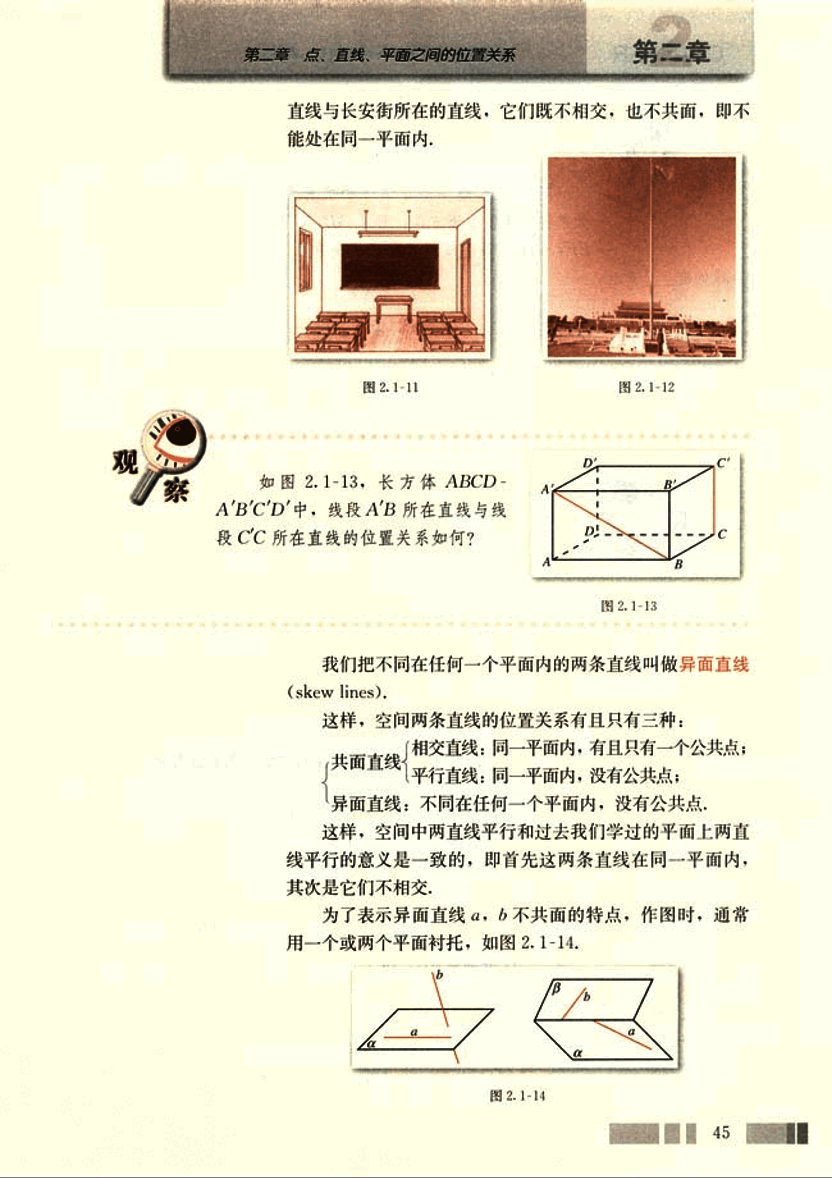 第二章 点、直线、平面之间的位置关系
第二章
直线与长安街所在的直线，它们既不相交，也不共面，即不
能处在同一平面内.
图 2.1-11
图 2.1-12
观察
如图 2.1-13，长方体 ABCD-
A′B′C′D′中，线段 A′B 所在直线与线
段 C′C 所在直线的位置关系如何？
D′
C′
A′
B′
D
C
A
B
图 2.1-13
我们把不同在任何一个平面内的两条直线叫做异面直线
(skew lines).
这样，空间两条直线的位置关系有且只有三种：
共面直线
相交直线：同一平面内，有且只有一个公共点；
平行直线：同一平面内，没有公共点；
异面直线：不同在任何一个平面内，没有公共点.
这样，空间中两直线平行和过去我们学过的平面上两直
线平行的意义是一致的，即首先这两条直线在同一平面内，
其次是它们不相交.
为了表示异面直线 a，b 不共面的特点，作图时，通常
用一个或两个平面衬托，如图 2.1-14.
b
a
α
β
b
a
α
图 2.1-14
45